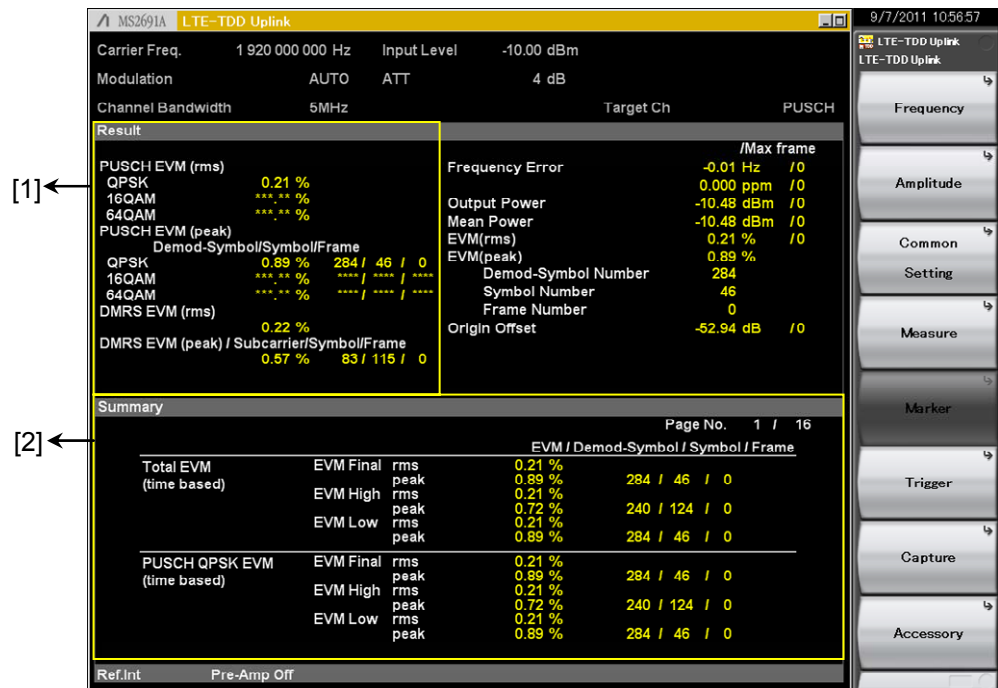 MS2691A LTE-TDD Uplink
9/7/2011 10:56:57
Carrier Freq. 1 920 000 000 Hz Input Level -10.00 dBm
Modulation AUTO ATT 4 dB
Channel Bandwidth 5MHz Target Ch PUSCH
[1]
Result
PUSCH EVM (rms)
QPSK 0.21 %
16QAM ***.** %
64QAM ***.** %
PUSCH EVM (peak)
Demod-Symbol/Symbol/Frame
QPSK 0.89 % 284 / 46 / 0
16QAM ***.** % **** / **** / ****
64QAM ***.** % **** / **** / ****
DMRS EVM (rms)
0.22 %
DMRS EVM (peak) / Subcarrier/Symbol/Frame
0.57 % 83 / 115 / 0
/Max frame
Frequency Error -0.01 Hz / 0
0.000 ppm / 0
Output Power -10.48 dBm / 0
Mean Power -10.48 dBm / 0
EVM(rms) 0.21 % / 0
EVM(peak) 0.89 %
Demod-Symbol Number 284
Symbol Number 46
Frame Number 0
Origin Offset -52.94 dB / 0
[2]
Summary
Page No. 1 / 16
EVM / Demod-Symbol / Symbol / Frame
Total EVM (time based)
EVM Final rms 0.21 %
peak 0.89 % 284 / 46 / 0
EVM High rms 0.21 %
peak 0.72 % 240 / 124 / 0
EVM Low rms 0.21 %
peak 0.89 % 284 / 46 / 0
PUSCH QPSK EVM (time based)
EVM Final rms 0.21 %
peak 0.89 % 284 / 46 / 0
EVM High rms 0.21 %
peak 0.72 % 240 / 124 / 0
EVM Low rms 0.21 %
peak 0.89 % 284 / 46 / 0
Ref.Int Pre-Amp Off
LTE-TDD Uplink
LTE-TDD Uplink
Frequency
Amplitude
Common
Setting
Measure
Marker
Trigger
Capture
Accessory